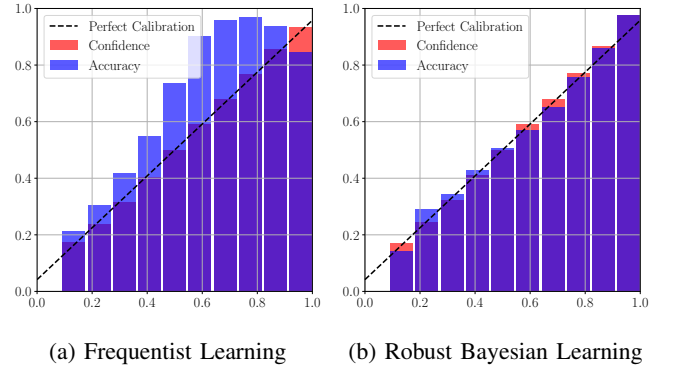 1.0
0.8
0.6
0.4
0.2
0.0
0.0 0.2 0.4 0.6 0.8 1.0
Perfect Calibration
Confidence
Accuracy
(a) Frequentist Learning
1.0
0.8
0.6
0.4
0.2
0.0
0.0 0.2 0.4 0.6 0.8 1.0
Perfect Calibration
Confidence
Accuracy
(b) Robust Bayesian Learning